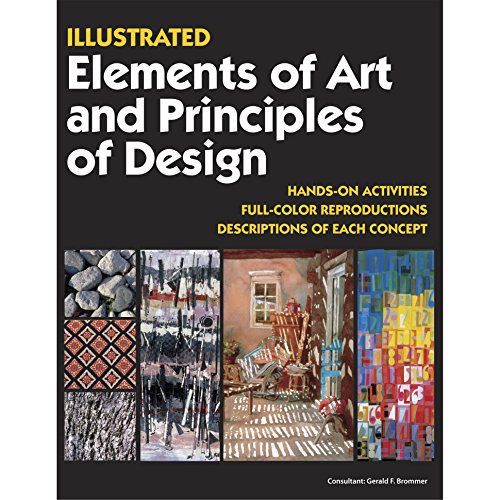 ILLUSTRATED
Elements of Art
and Principles
of Design
HANDS-ON ACTIVITIES
FULL-COLOR REPRODUCTIONS
DESCRIPTIONS OF EACH CONCEPT
Consultant: Gerald F. Brommer